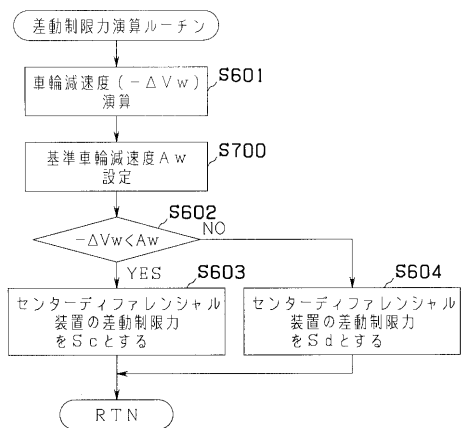 差動制限力演算ルーチン
車輪減速度（-ΔVw）
演算
S601
基準車輪減速度Aw
設定
S700
-ΔVw<Aw
S602
NO
YES
センターディファレンシャル
装置の差動制限力
をScとする
S603
センターディファレンシャル
装置の差動制限力
をSdとする
S604
RTN